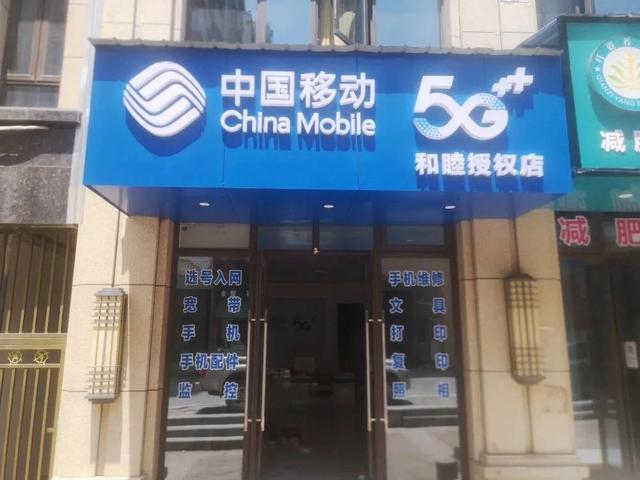 中国移动
China Mobile
5G++
和睦授权店
选号入网
宽带
手机
手机配件
监控
手机维修
文具
打印
复印
照相
5G
减肥
减肥